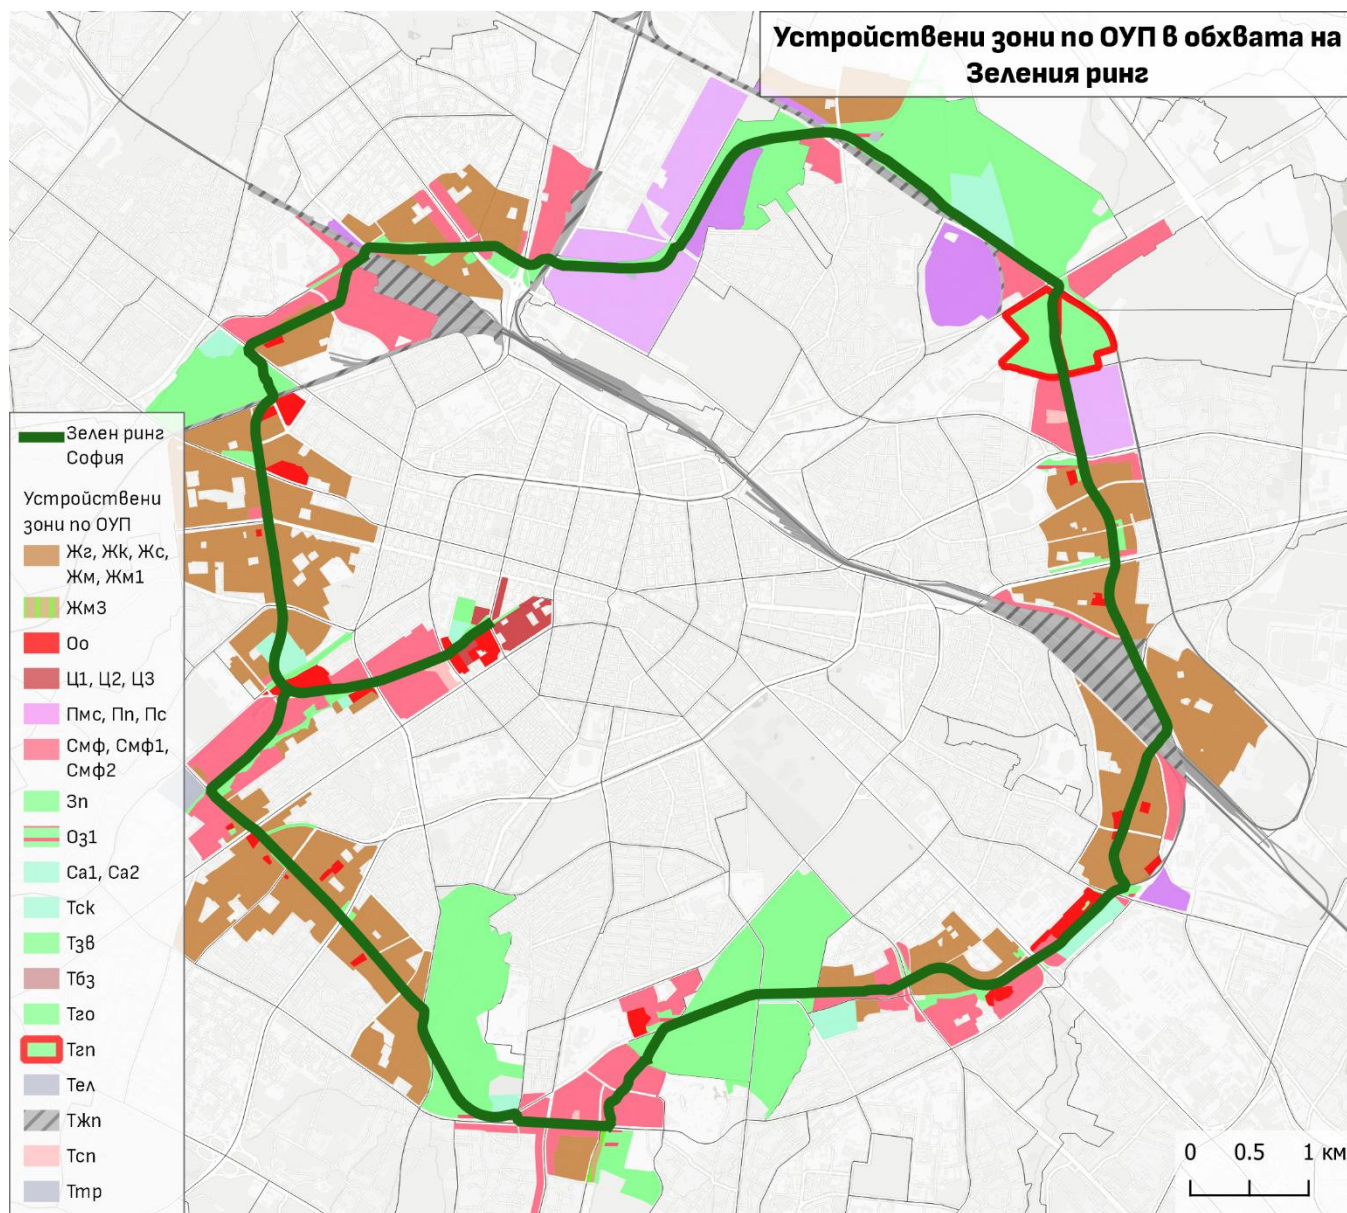 Устройствени зони по ОУП в обхвата на
Зеления ринг
Зелен ринг
София
Устройствени
зони по ОУП
Жг, Жк, Жс,
Жм, Жм1
Жм3
Оо
Ц1, Ц2, Ц3
Пмс, Пп, Пс
Смф, Смф1,
Смф2
Зп
Оз1
Са1, Са2
Тск
Тзв
Тбз
Тго
Тгп
Тел
ТЖп
Тсп
Ттр
0 0.5 1 км